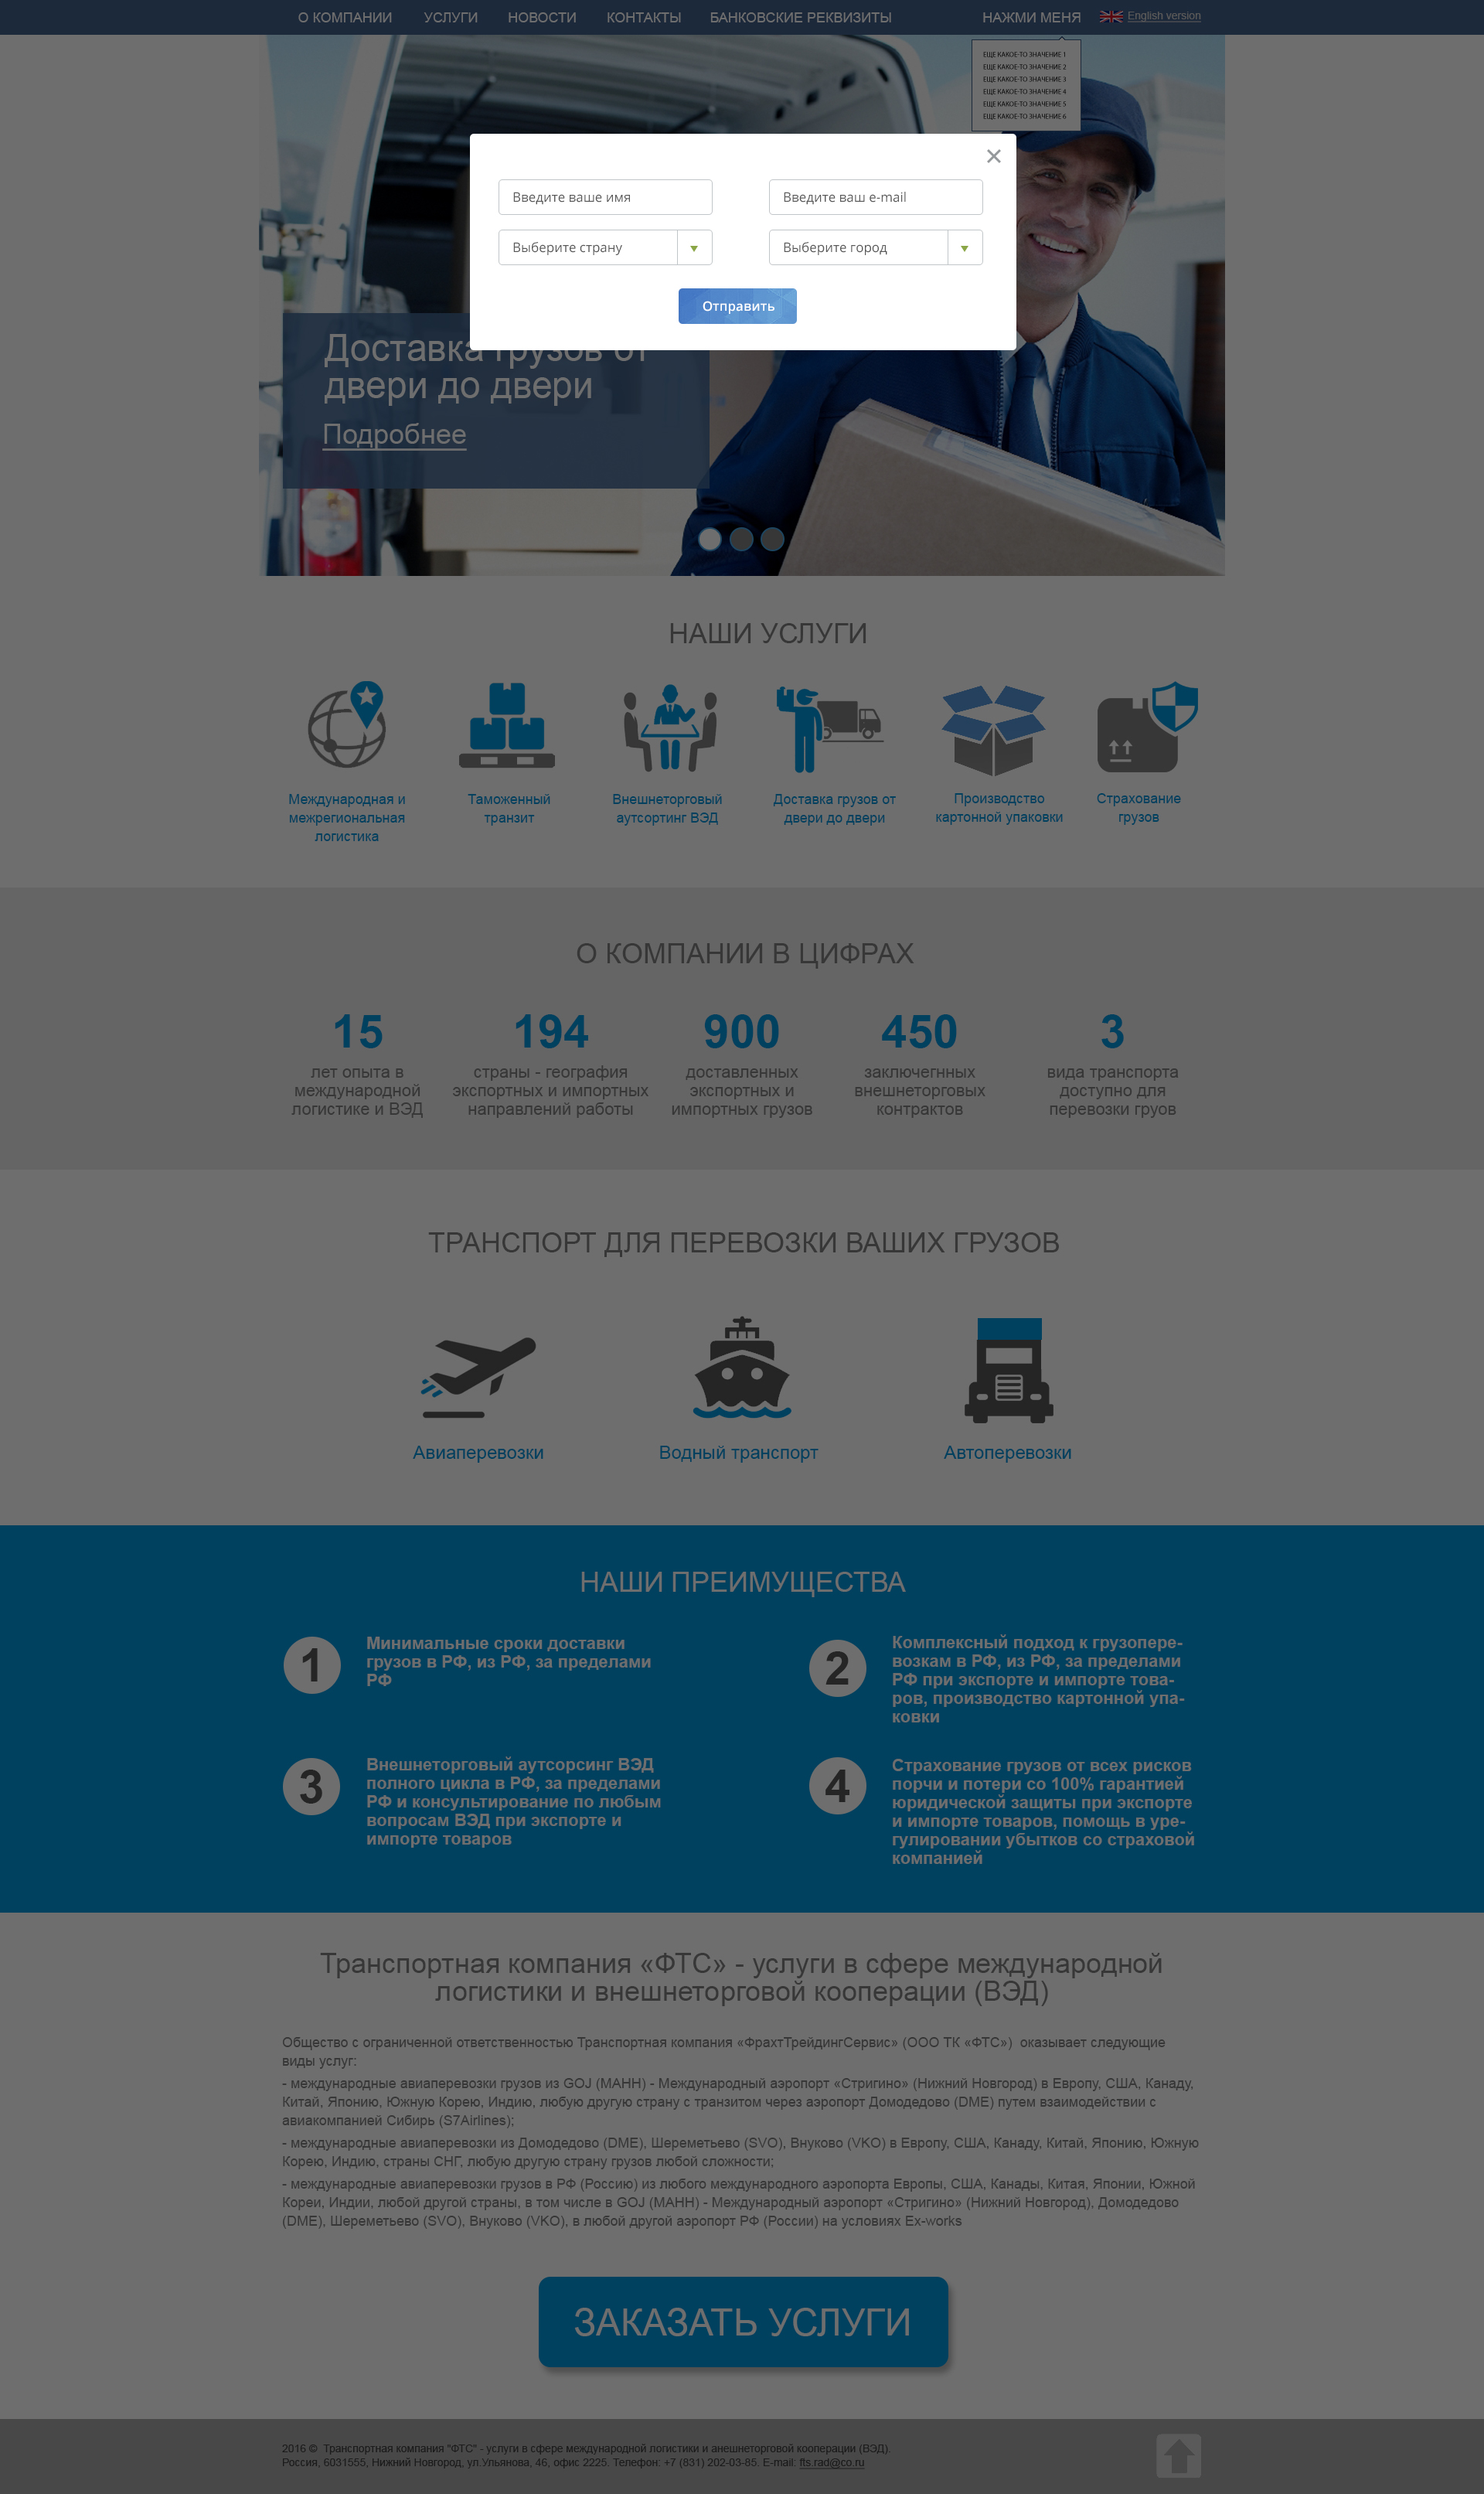 О КОМПАНИИ УСЛУГИ НОВОСТИ КОНТАКТЫ БАНКОВСКИЕ РЕКВИЗИТЫ НАЖМИ МЕНЯ English version
ЕЩЕ КАКОЕ-ТО ЗНАЧЕНИЕ 1
ЕЩЕ КАКОЕ-ТО ЗНАЧЕНИЕ 2
ЕЩЕ КАКОЕ-ТО ЗНАЧЕНИЕ 3
ЕЩЕ КАКОЕ-ТО ЗНАЧЕНИЕ 4
ЕЩЕ КАКОЕ-ТО ЗНАЧЕНИЕ 5
ЕЩЕ КАКОЕ-ТО ЗНАЧЕНИЕ 6
Введите ваше имя
Введите ваш e-mail
Выберите страну
Выберите город
Отправить
Доставка грузов от
двери до двери
Подробнее
НАШИ УСЛУГИ
Международная и
межрегиональная
логистика
Таможенный
транзит
Внешнеторговый
аутсортинг ВЭД
Доставка грузов от
двери до двери
Производство
картонной упаковки
Страхование
грузов
О КОМПАНИИ В ЦИФРАХ
15
лет опыта в
международной
логистике и ВЭД
194
страны - география
экспортных и импортных
направлений работы
900
доставленных
экспортных и
импортных грузов
450
заключегнных
внешнеторговых
контрактов
3
вида транспорта
доступно для
перевозки груов
ТРАНСПОРТ ДЛЯ ПЕРЕВОЗКИ ВАШИХ ГРУЗОВ
Авиаперевозки
Водный транспорт
Автоперевозки
НАШИ ПРЕИМУЩЕСТВА
1
Минимальные сроки доставки
грузов в РФ, из РФ, за пределами
РФ
2
Комплексный подход к грузопере-
возкам в РФ, из РФ, за пределами
РФ при экспорте и импорте това-
ров, производство картонной упа-
ковки
3
Внешнеторговый аутсорсинг ВЭД
полного цикла в РФ, за пределами
РФ и консультирование по любым
вопросам ВЭД при экспорте и
импорте товаров
4
Страхование грузов от всех рисков
порчи и потери со 100% гарантией
юридической защиты при экспорте
и импорте товаров, помощь в уре-
гулировании убытков со страховой
компанией
Транспортная компания «ФТС» - услуги в сфере международной
логистики и внешнеторговой кооперации (ВЭД)
Общество с ограниченной ответственностью Транспортная компания «ФрахтТрейдингСервис» (ООО ТК «ФТС») оказывает следующие
виды услуг:
- международные авиаперевозки грузов из GOJ (МАНН) - Международный аэропорт «Стригино» (Нижний Новгород) в Европу, США, Канаду,
Китай, Японию, Южную Корею, Индию, любую другую страну с транзитом через аэропорт Домодедово (DME) путем взаимодействии с
авиакомпанией Сибирь (S7Airlines);
- международные авиаперевозки из Домодедово (DME), Шереметьево (SVO), Внуково (VKO) в Европу, США, Канаду, Китай, Японию, Южную
Корею, Индию, страны СНГ, любую другую страну грузов любой сложности;
- международные авиаперевозки грузов в РФ (Россию) из любого международного аэропорта Европы, США, Канады, Китая, Японии, Южной
Кореи, Индии, любой другой страны, в том числе в GOJ (МАНН) - Международный аэропорт «Стригино» (Нижний Новгород), Домодедово
(DME), Шереметьево (SVO), Внуково (VKO), в любой другой аэропорт РФ (России) на условиях Ex-works
ЗАКАЗАТЬ УСЛУГИ
2016 © Транспортная компания "ФТС" - услуги в сфере международной логистики и анешнеторговой кооперации (ВЭД).
Россия, 6031555, Нижний Новгород, ул.Ульянова, 46, офис 2225. Телефон: +7 (831) 202-03-85. E-mail: fts.rad@co.ru